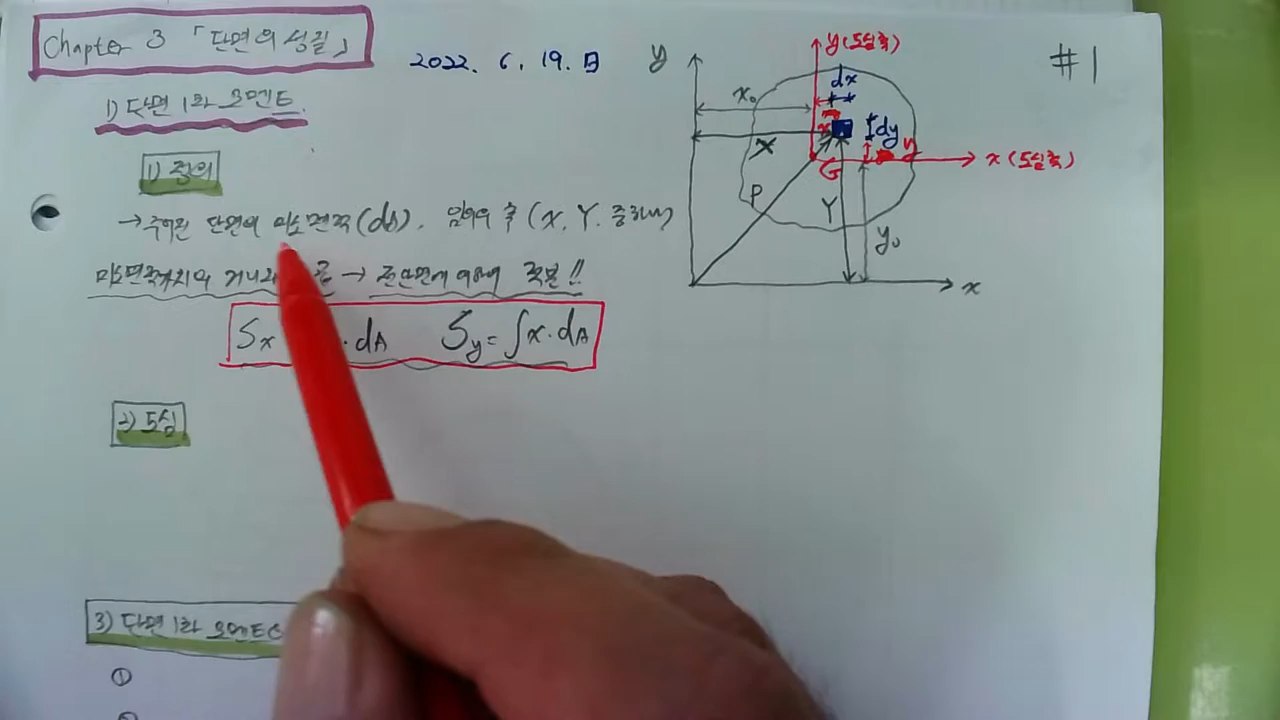 Chapter 3 「단면의 성질」
2022. 6. 19. 日
#1
1) 단면 1차 모멘트.
1) 정의
→ 주어진 단면의 미소면적(dA). 임의의 축 (X, Y. 중
미소면적까지의 거리 → 전단면에 대하여 적분!!
Sx · dA Sy = ∫x · dA
2) 도심
3) 단면 1차 모멘트
①
y
y (도심축)
dx
x₀
dy
x
X
G
x (도심축)
P
Y
y₀
x